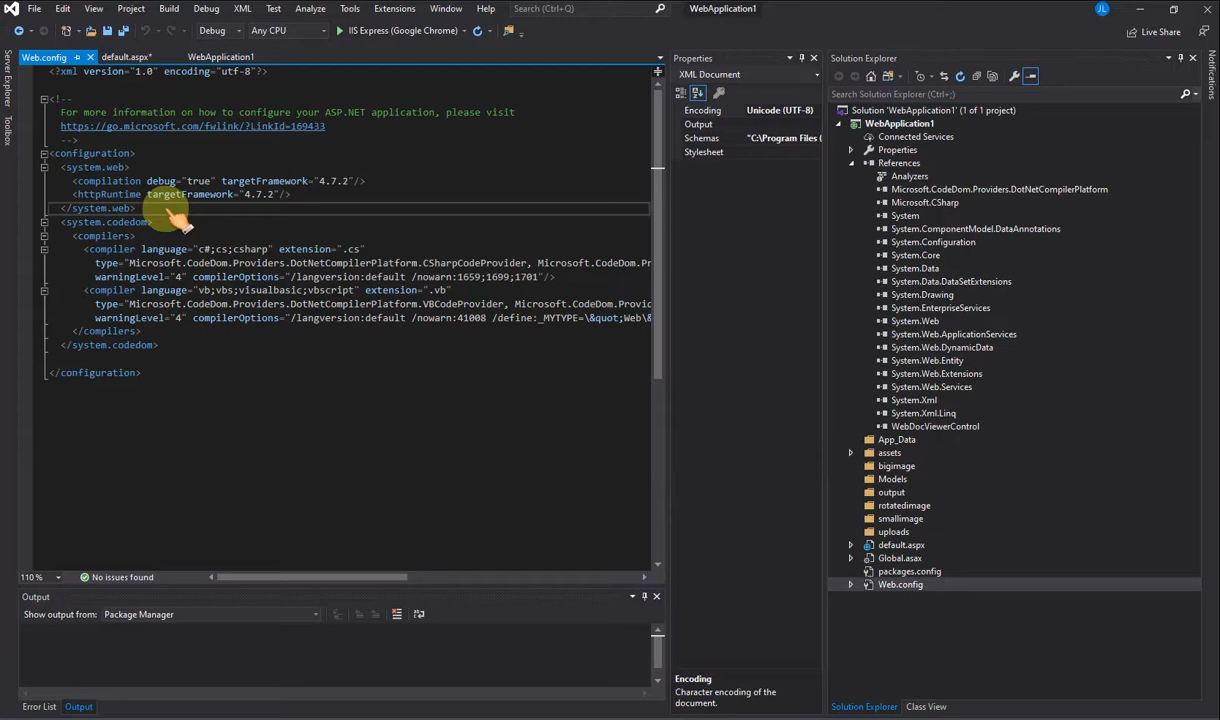 File Edit View Project Build Debug XML Test Analyze Tools Extensions Window Help Search (Ctrl+Q) WebApplication1 JL
Debug Any CPU IIS Express (Google Chrome) Live Share
Server Explorer
Toolbox
Web.config default.aspx* WebApplication1
<?xml version="1.0" encoding="utf-8"?>
<!--
For more information on how to configure your ASP.NET application, please visit
https://go.microsoft.com/fwlink/?LinkId=169433
-->
<configuration>
<system.web>
<compilation debug="true" targetFramework="4.7.2"/>
<httpRuntime targetFramework="4.7.2"/>
</system.web>
<system.codedom>
<compilers>
<compiler language="c#;cs;csharp" extension=".cs"
type="Microsoft.CodeDom.Providers.DotNetCompilerPlatform.CSharpCodeProvider, Microsoft.CodeDom.Pr
warningLevel="4" compilerOptions="/langversion:default /nowarn:1659;1699;1701"/>
<compiler language="vb;vbs;visualbasic;vbscript" extension=".vb"
type="Microsoft.CodeDom.Providers.DotNetCompilerPlatform.VBCodeProvider, Microsoft.CodeDom.Provid
warningLevel="4" compilerOptions="/langversion:default /nowarn:41008 /define:_MYTYPE=\&quot;Web\&
</compilers>
</system.codedom>
</configuration>
110 % No issues found
Output
Show output from: Package Manager
Error List Output
Properties
XML Document
Encoding Unicode (UTF-8)
Output
Schemas "C:\Program Files (
Stylesheet
Encoding
Character encoding of the
document.
Solution Explorer
Search Solution Explorer (Ctrl+;)
Solution 'WebApplication1' (1 of 1 project)
WebApplication1
Connected Services
Properties
References
Analyzers
Microsoft.CodeDom.Providers.DotNetCompilerPlatform
Microsoft.CSharp
System
System.ComponentModel.DataAnnotations
System.Configuration
System.Core
System.Data
System.Data.DataSetExtensions
System.Drawing
System.EnterpriseServices
System.Web
System.Web.ApplicationServices
System.Web.DynamicData
System.Web.Entity
System.Web.Extensions
System.Web.Services
System.Xml
System.Xml.Linq
WebDocViewerControl
App_Data
assets
bigimage
Models
output
rotatedimage
smallimage
uploads
default.aspx
Global.asax
packages.config
Web.config
Solution Explorer Class View
Notifications